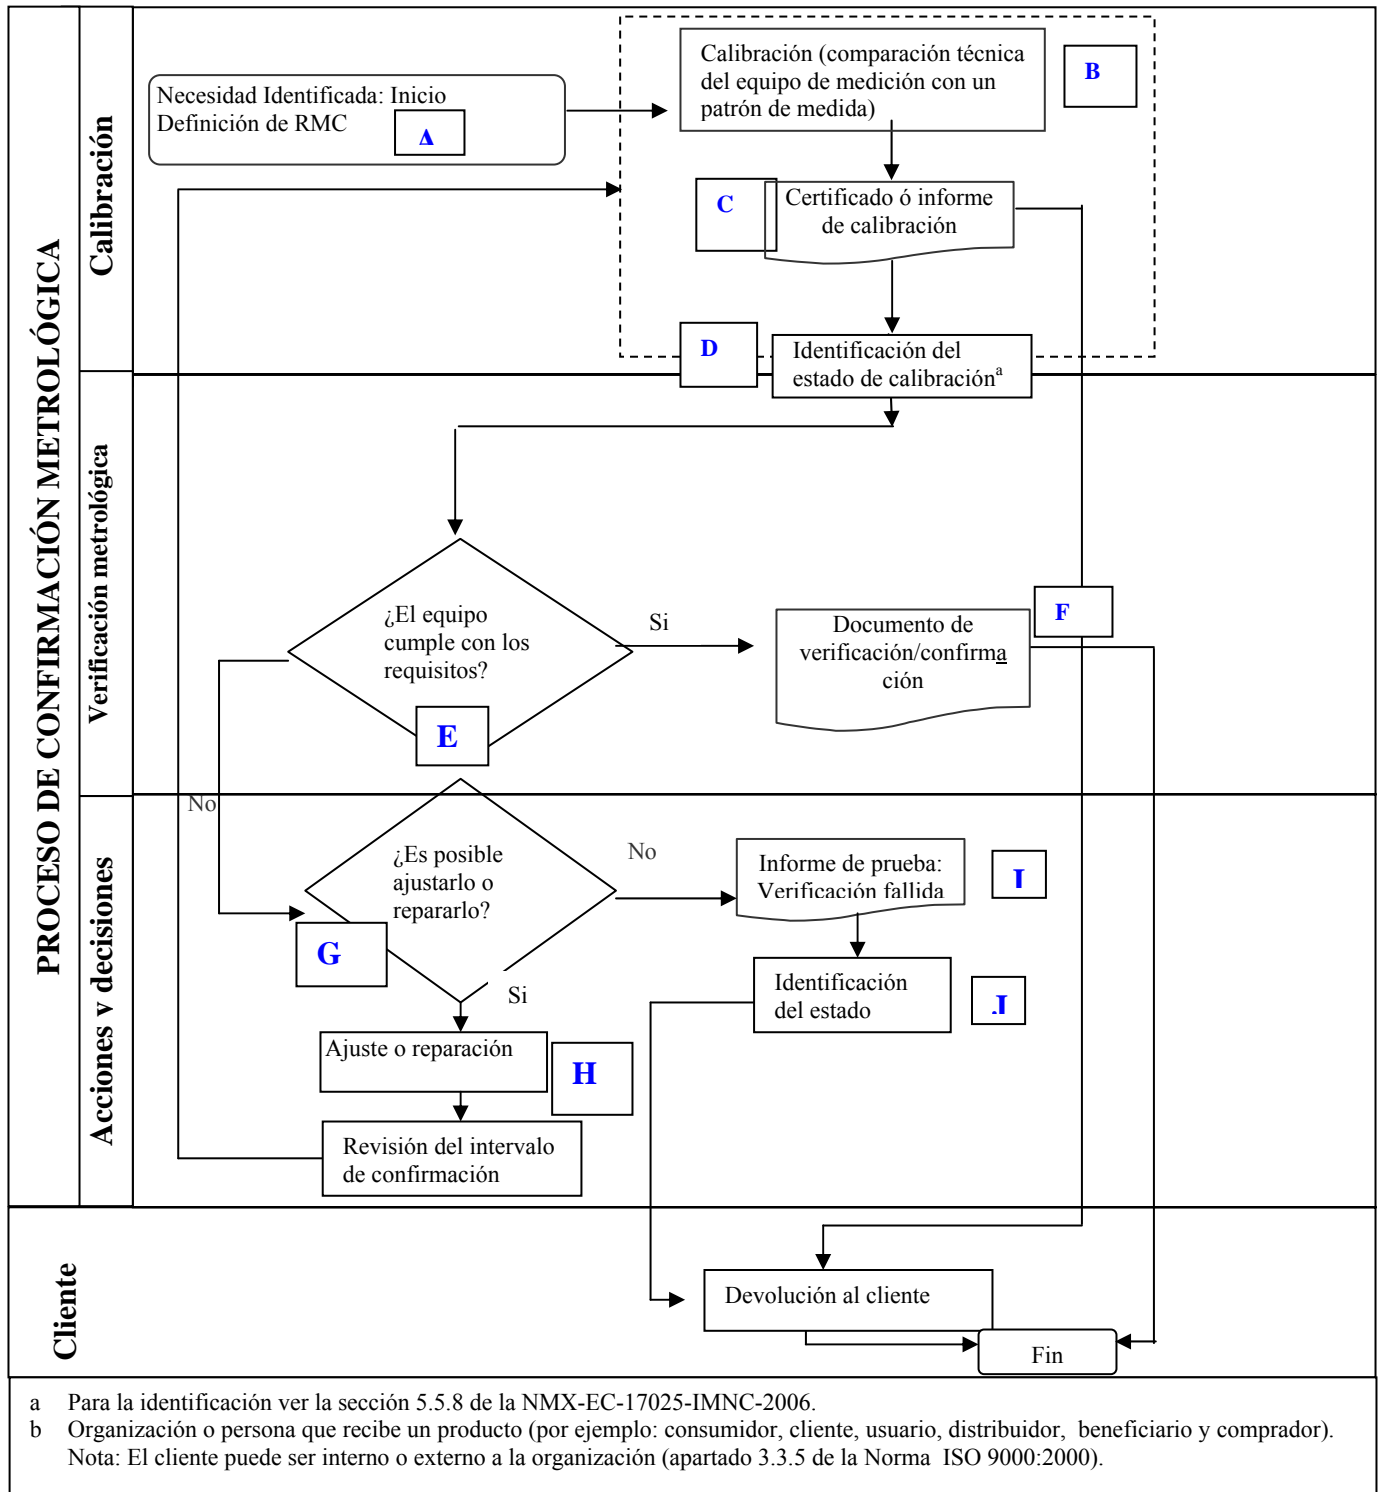 PROCESO DE CONFIRMACIÓN METROLÓGICA
Calibración
Necesidad Identificada: Inicio
Definición de RMC
A
Calibración (comparación técnica
del equipo de medición con un
patrón de medida)
B
C
Certificado ó informe
de calibración
D
Identificación del
estado de calibraciónª
Verificación metrológica
¿El equipo
cumple con los
requisitos?
Si
E
Documento de
verificación/confirma
ción
F
No
Acciones y decisiones
¿Es posible
ajustarlo o
repararlo?
No
G
Si
Informe de prueba:
Verificación fallida
I
Identificación
del estado
J
Ajuste o reparación
H
Revisión del intervalo
de confirmación
Cliente
Devolución al cliente
Fin
a Para la identificación ver la sección 5.5.8 de la NMX-EC-17025-IMNC-2006.
b Organización o persona que recibe un producto (por ejemplo: consumidor, cliente, usuario, distribuidor, beneficiario y comprador).
Nota: El cliente puede ser interno o externo a la organización (apartado 3.3.5 de la Norma ISO 9000:2000).